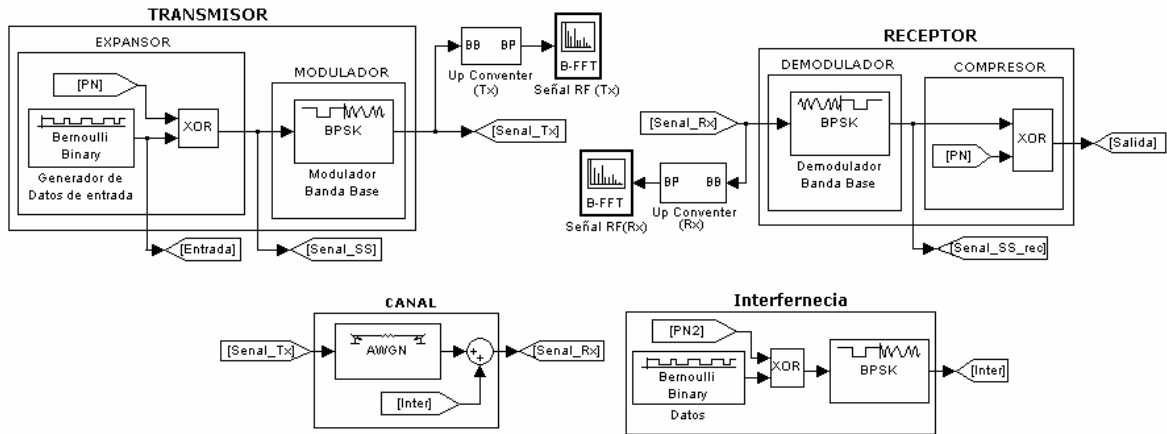 TRANSMISOR
EXPANSOR
[PN]
Bernoulli
Binary
Generador de
Datos de entrada
XOR
MODULADOR
BPSK
Modulador
Banda Base
BB BP
Up Conventer
(Tx)
B-FFT
Señal RF (Tx)
[Senal_Tx]
[Entrada]
[Senal_SS]
RECEPTOR
DEMODULADOR
[Senal_Rx]
BPSK
Demodulador
Banda Base
COMPRESOR
XOR
[PN]
[Salida]
B-FFT
Señal RF(Rx)
BP BB
Up Conventer
(Rx)
[Senal_SS_rec]
CANAL
[Senal_Tx]
AWGN
+
+
[Inter]
[Senal_Rx]
Interfernecia
[PN2]
Bernoulli
Binary
Datos
XOR
BPSK
[Inter]